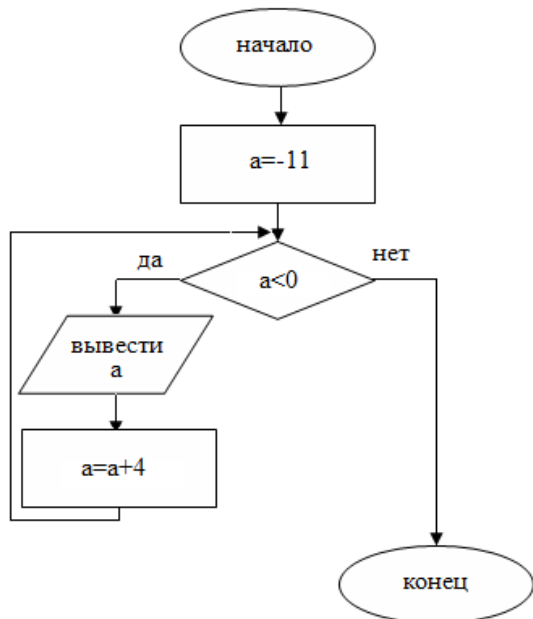 начало
a=-11
a<0
да
нет
вывести
a
a=a+4
конец